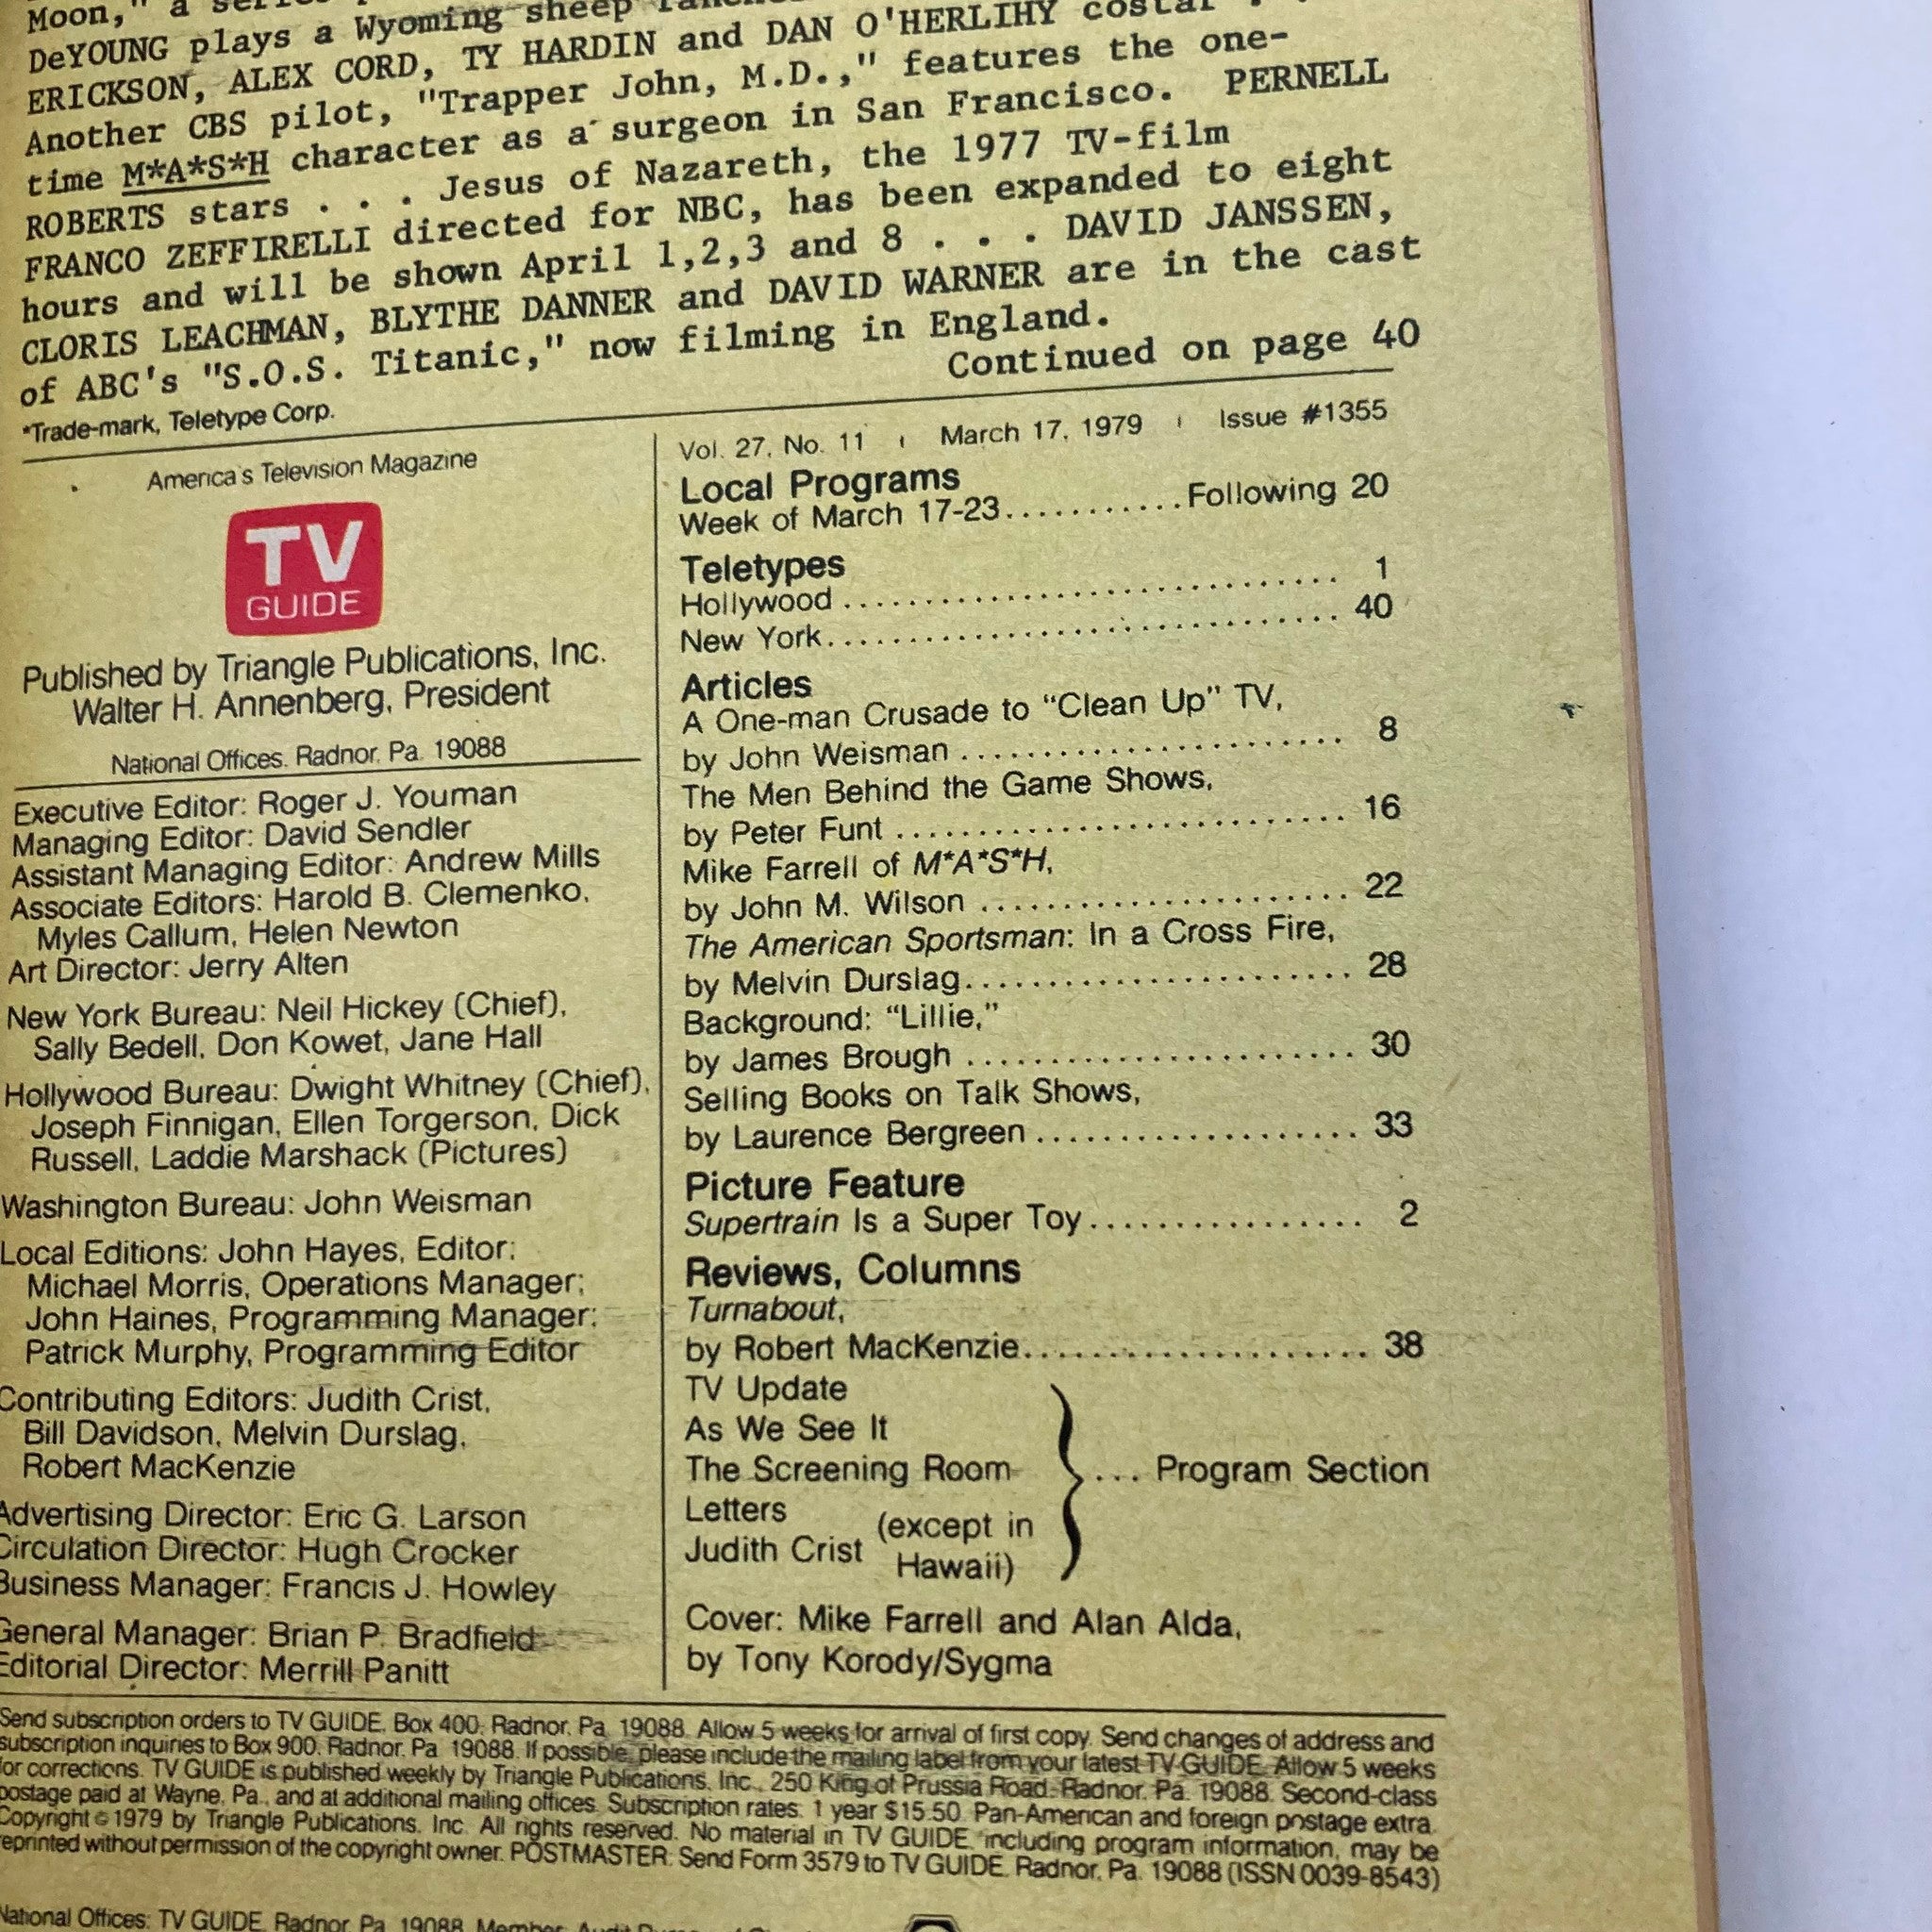 Moon," a
DeYOUNG plays a Wyoming sheep
ERICKSON, ALEX CORD, TY HARDIN and DAN O'HERLIHY costar . .
Another CBS pilot, "Trapper John, M.D.," features the one-
time M*A*S*H character as a surgeon in San Francisco. PERNELL
ROBERTS stars . . . Jesus of Nazareth, the 1977 TV-film
FRANCO ZEFFIRELLI directed for NBC, has been expanded to eight
hours and will be shown April 1,2,3 and 8 . . . DAVID JANSSEN,
CLORIS LEACHMAN, BLYTHE DANNER and DAVID WARNER are in the cast
of ABC's "S.O.S. Titanic," now filming in England.
Continued on page 40
*Trade-mark, Teletype Corp.
America's Television Magazine
TV
GUIDE
Published by Triangle Publications, Inc.
Walter H. Annenberg, President
National Offices. Radnor, Pa. 19088
Executive Editor: Roger J. Youman
Managing Editor: David Sendler
Assistant Managing Editor: Andrew Mills
Associate Editors: Harold B. Clemenko,
Myles Callum, Helen Newton
Art Director: Jerry Alten
New York Bureau: Neil Hickey (Chief),
Sally Bedell, Don Kowet, Jane Hall
Hollywood Bureau: Dwight Whitney (Chief),
Joseph Finnigan, Ellen Torgerson, Dick
Russell, Laddie Marshack (Pictures)
Washington Bureau: John Weisman
Local Editions: John Hayes, Editor;
Michael Morris, Operations Manager;
John Haines, Programming Manager;
Patrick Murphy, Programming Editor
Contributing Editors: Judith Crist,
Bill Davidson, Melvin Durslag,
Robert MacKenzie
Advertising Director: Eric G. Larson
Circulation Director: Hugh Crocker
Business Manager: Francis J. Howley
General Manager: Brian P. Bradfield
Editorial Director: Merrill Panitt
Vol. 27, No. 11 | March 17, 1979 | Issue #1355
Local Programs
Week of March 17-23...........Following 20
Teletypes
Hollywood ............................... 1
New York................................ 40
Articles
A One-man Crusade to “Clean Up” TV,
by John Weisman ........................ 8
The Men Behind the Game Shows,
by Peter Funt ............................ 16
Mike Farrell of M*A*S*H,
by John M. Wilson ....................... 22
The American Sportsman: In a Cross Fire,
by Melvin Durslag........................ 28
Background: “Lillie,”
by James Brough ........................ 30
Selling Books on Talk Shows,
by Laurence Bergreen .................... 33
Picture Feature
Supertrain Is a Super Toy................. 2
Reviews, Columns
Turnabout,
by Robert MacKenzie...................... 38
TV Update
As We See It
The Screening Room ... Program Section
Letters
Judith Crist (except in
Hawaii)
Cover: Mike Farrell and Alan Alda,
by Tony Korody/Sygma
Send subscription orders to TV GUIDE, Box 400, Radnor, Pa. 19088. Allow 5 weeks for arrival of first copy. Send changes of address and
subscription inquiries to Box 900, Radnor, Pa. 19088. If possible, please include the mailing label from your latest TV GUIDE. Allow 5 weeks
for corrections. TV GUIDE is published weekly by Triangle Publications, Inc., 250 King of Prussia Road, Radnor, Pa. 19088. Second-class
postage paid at Wayne, Pa., and at additional mailing offices. Subscription rates: 1 year $15.50. Pan-American and foreign postage extra.
Copyright © 1979 by Triangle Publications, Inc. All rights reserved. No material in TV GUIDE, including program information, may be
reprinted without permission of the copyright owner. POSTMASTER: Send Form 3579 to TV GUIDE, Radnor, Pa. 19088 (ISSN 0039-8543)
National Offices: TV GUIDE, Radnor, Pa. 19088. Member,